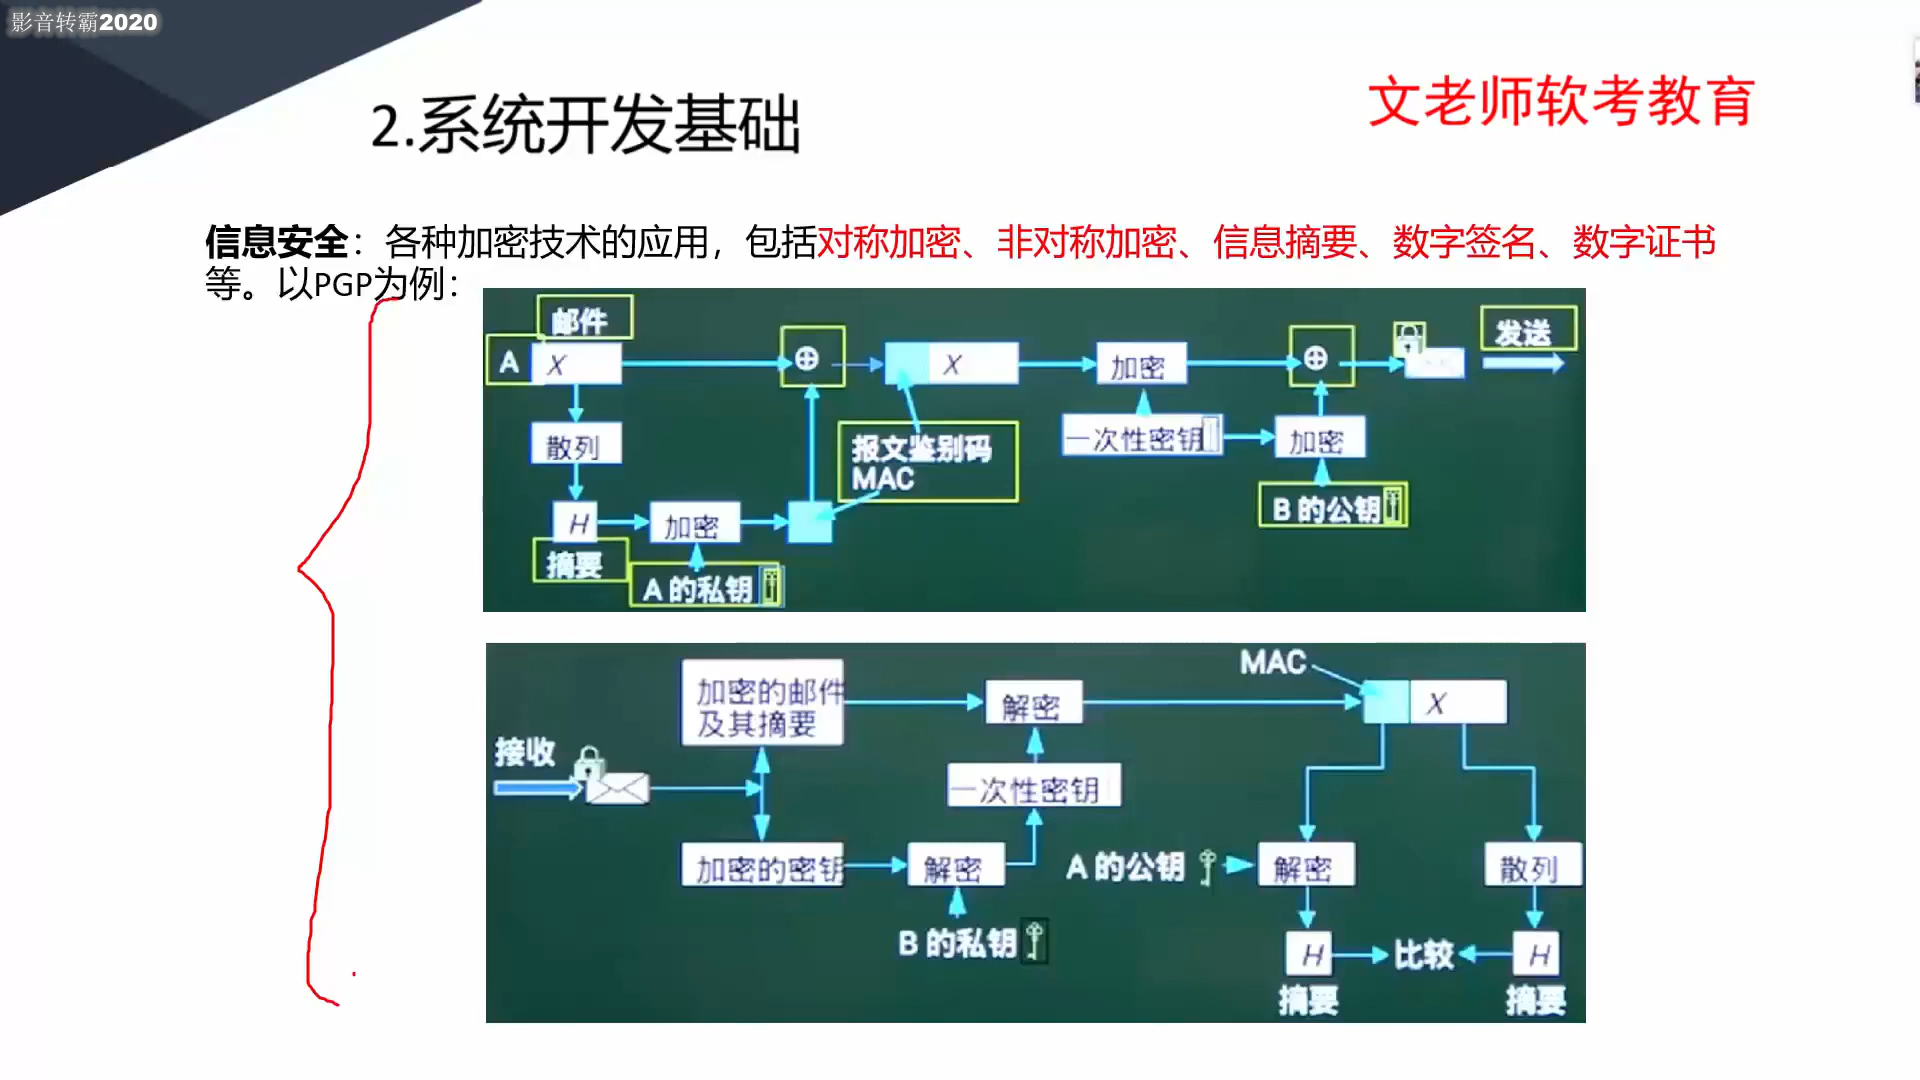 影音转霸2020
文老师软考教育
2.系统开发基础
信息安全：各种加密技术的应用，包括对称加密、非对称加密、信息摘要、数字签名、数字证书
等。以PGP为例：
邮件
发送
A
X
⊕
X
加密
⊕
散列
报文鉴别码
MAC
一次性密钥
加密
H
加密
B 的公钥
摘要
A 的私钥
MAC
加密的邮件
及其摘要
解密
X
接收
一次性密钥
加密的密钥
解密
A 的公钥
解密
散列
B 的私钥
H
比较
H
摘要
摘要